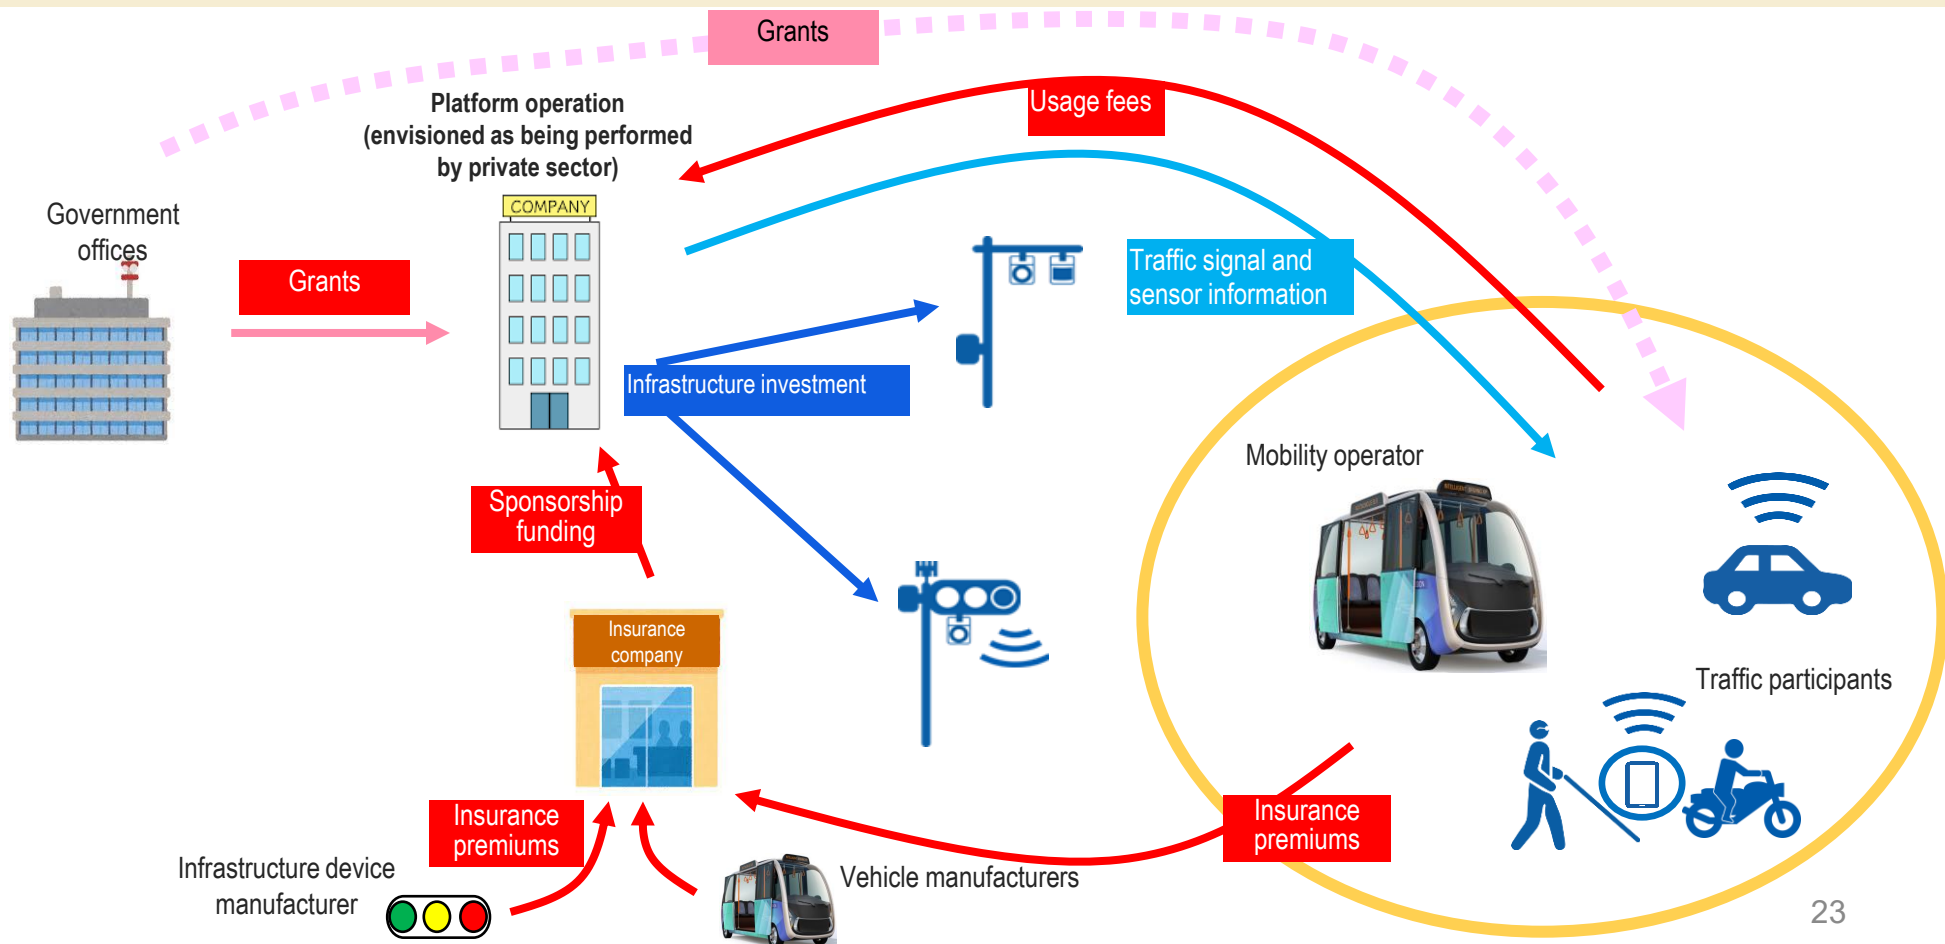 Grants
Usage fees
Platform operation
(envisioned as being performed
by private sector)
COMPANY
Government
offices
Grants
Traffic signal and
sensor information
Infrastructure investment
Mobility operator
Sponsorship
funding
Insurance
company
Traffic participants
Insurance
premiums
Insurance
premiums
Infrastructure device
manufacturer
Vehicle manufacturers
23